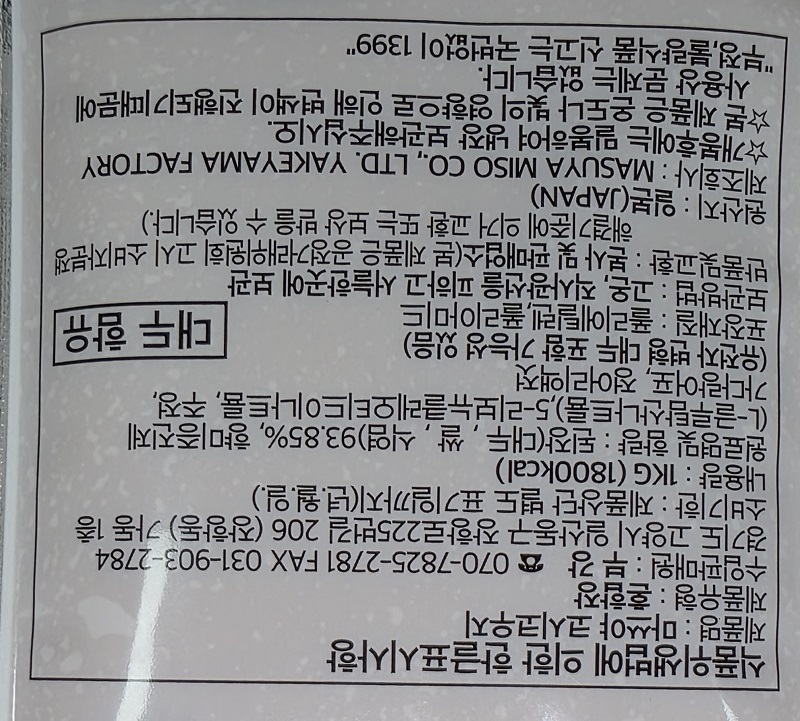 식품위생법에 의한 한글표시사항
제품명 : 마쓰야 코시코우지
제품유형 : 혼합장
수입판매원 : 부 강 ☎ 070-7825-2781 FAX 031-903-2784
경기도 고양시 일산동구 장항로225번길 206 (장항동) 가동 1층
소비기한 : 제품상단 별도 표기일까지(년.월.일.)
내용량 : 1KG (1800kcal)
원료명및 함량 : 된장(대두 , 쌀 , 식염)93.85%, 향미증진제
(L-글루탐산나트륨),5-리보뉴클레오티드이나트륨, 주정,
가다랑어포, 정어리액젓
(유전자 변형 대두 포함 가능성 있음)
대두 함유
포장재질 : 폴리에틸렌,폴리아미드
보관방법 : 고온, 직사광선을 피하고 서늘한곳에 보관
반품및교환 : 본사 및 판매업소(본 제품은 공정거래위원회 고시 소비자분쟁
해결기준에 의거 교환 또는 보상 받을 수 있습니다.)
원산지 : 일본(JAPAN)
제조회사 : MASUYA MISO CO., LTD. YAKEYAMA FACTORY
☆개봉후에는 밀봉하여 냉장 보관해주십시오.
☆본 제품은 온도나 빛의 영향으로 인해 변색이 진행되기때문에
사용상 문제는 없습니다.
"부정,불량식품 신고는 국번없이 1399"